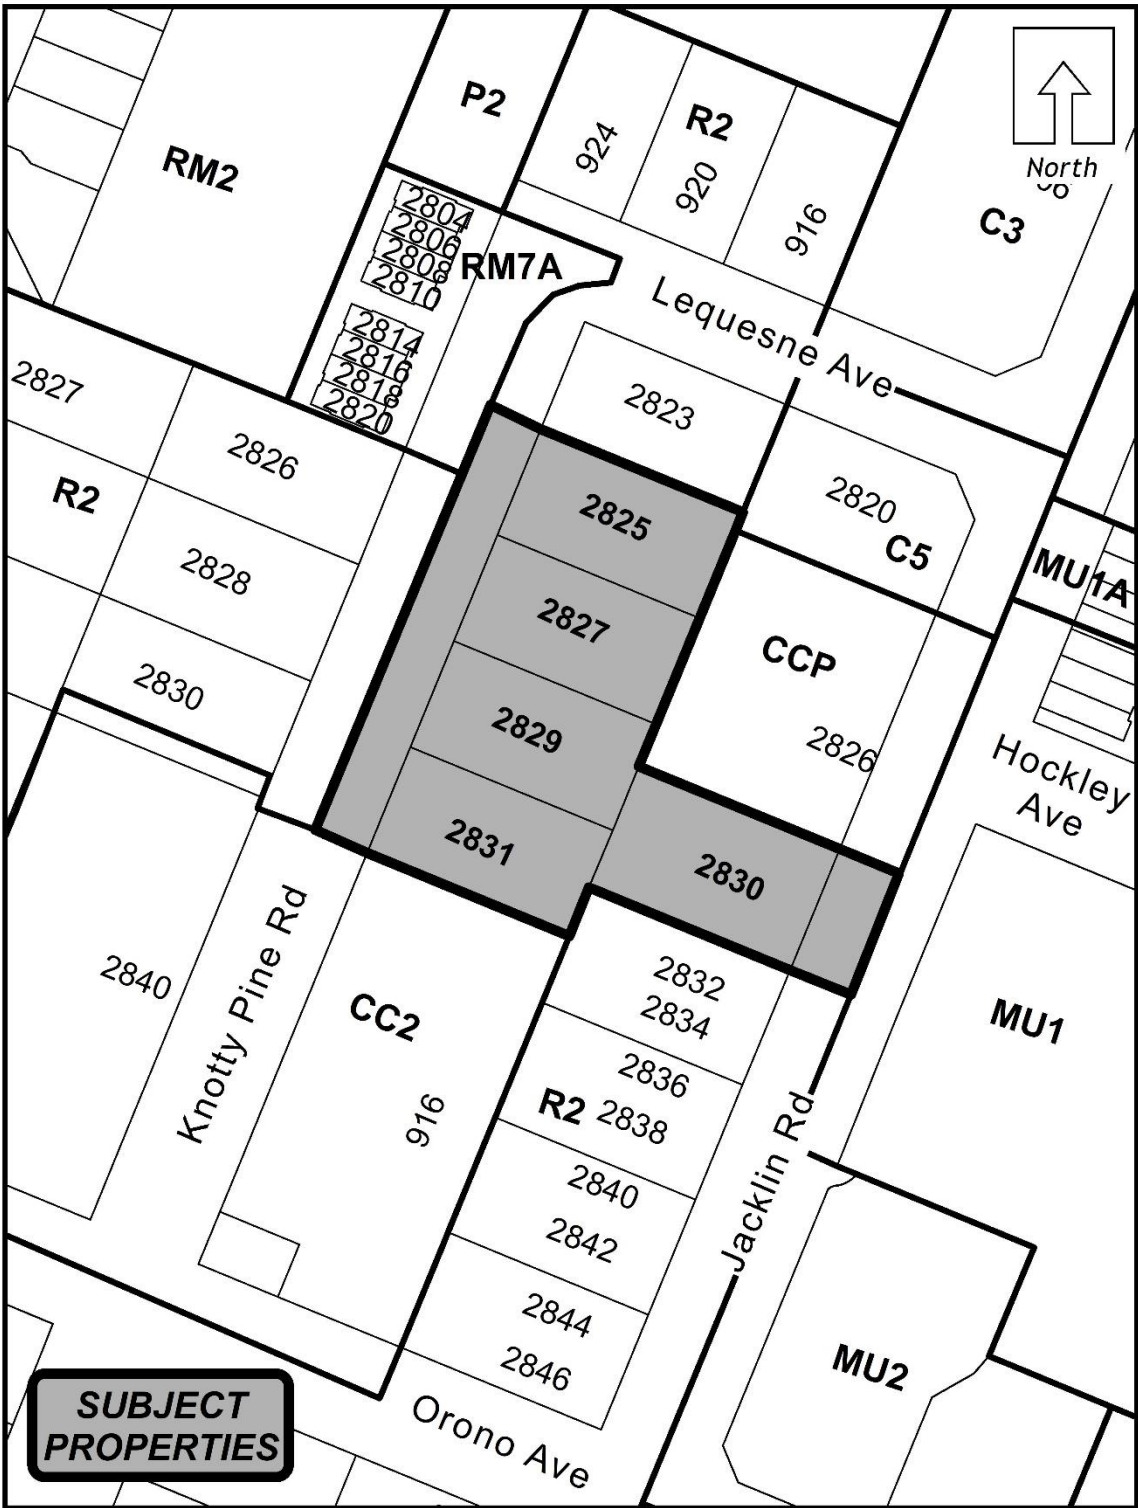 P2
R2
924
920
916
North
C3
RM2
2804
2806
2808
2810
RM7A
2814
2816
2818
2820
Lequesne Ave
2827
2826
2823
R2
2825
2820
C5
2828
2827
MU1A
CCP
2830
2829
2826
Hockley
Ave
2831
2830
2840
Knotty Pine Rd
CC2
916
2832
2834
2836
R2
2838
MU1
2840
2842
Jacklin Rd
2844
2846
MU2
Orono Ave
SUBJECT
PROPERTIES